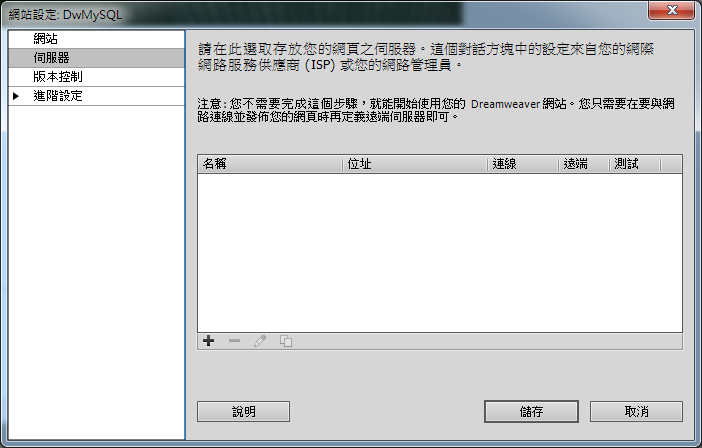 網站設定: DwMySQL
網站
伺服器
版本控制
進階設定
請在此選取存放您的網頁之伺服器。這個對話方塊中的設定來自您的網際
網路服務供應商 (ISP) 或您的網路管理員。
注意:您不需要完成這個步驟，就能開始使用您的 Dreamweaver 網站。您只需要在要與網
路連線並發佈您的網頁時再定義遠端伺服器即可。
名稱 位址 連線 遠端 測試
說明 儲存 取消